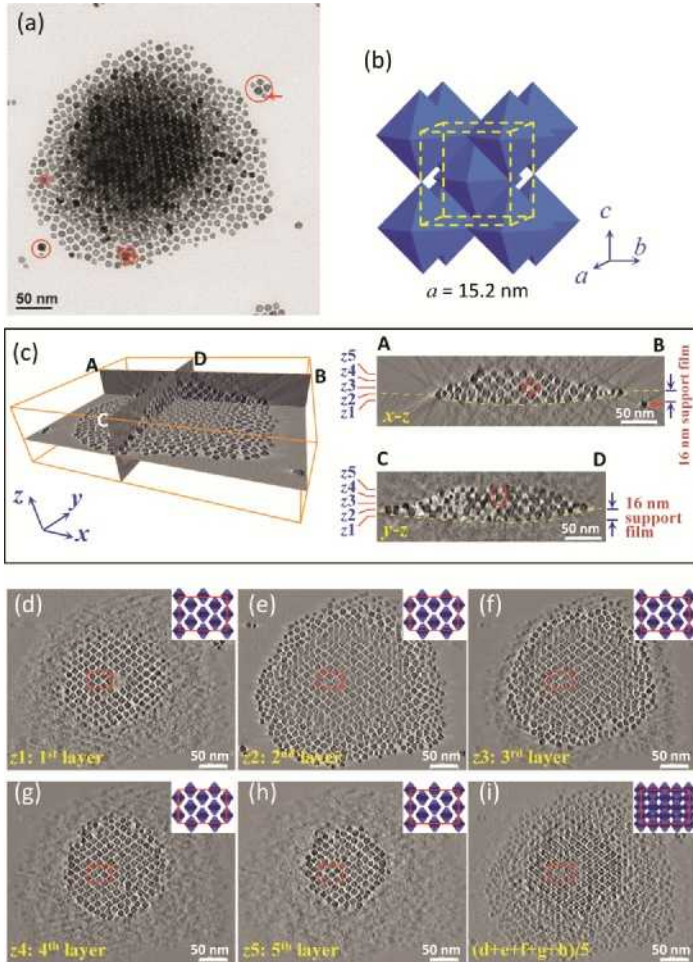 (a)
50 nm
(b)
c
b
a
a = 15.2 nm
(c)
A
D
B
C
z
y
x
A
B
z5
z4
z3
z2
z1
x-z
50 nm
16 nm support film
C
D
z5
z4
z3
z2
z1
y-z
50 nm
16 nm
support
film
(d)
z1: 1st layer
50 nm
(e)
z2: 2nd layer
50 nm
(f)
z3: 3rd layer
50 nm
(g)
z4: 4th layer
50 nm
(h)
z5: 5th layer
50 nm
(i)
(d+e+f+g+h)/5
50 nm